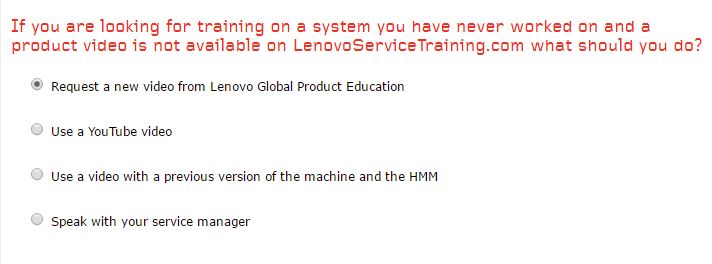 If you are looking for training on a system you have never worked on and a
product video is not available on LenovoServiceTraining.com what should you do?
Request a new video from Lenovo Global Product Education
Use a YouTube video
Use a video with a previous version of the machine and the HMM
Speak with your service manager